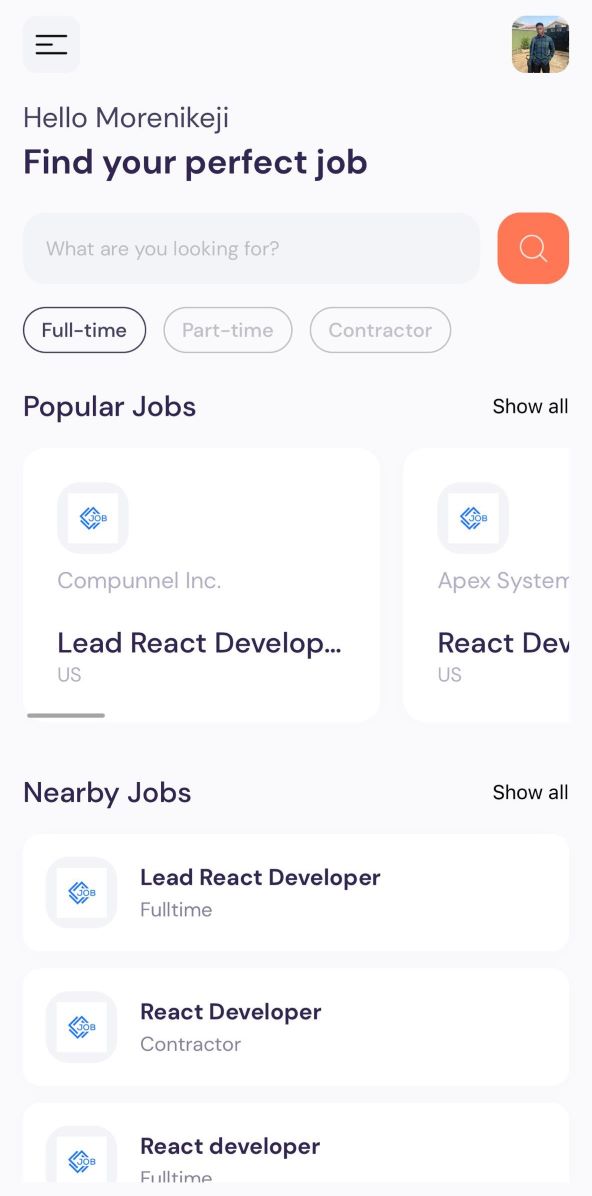 Hello Morenikeji
Find your perfect job
What are you looking for?
Full-time
Part-time
Contractor
Popular Jobs
Show all
JOB
Compunnel Inc.
Lead React Develop...
US
JOB
Apex System
React Dev
US
Nearby Jobs
Show all
JOB
Lead React Developer
Fulltime
JOB
React Developer
Contractor
JOB
React developer
Fulltime